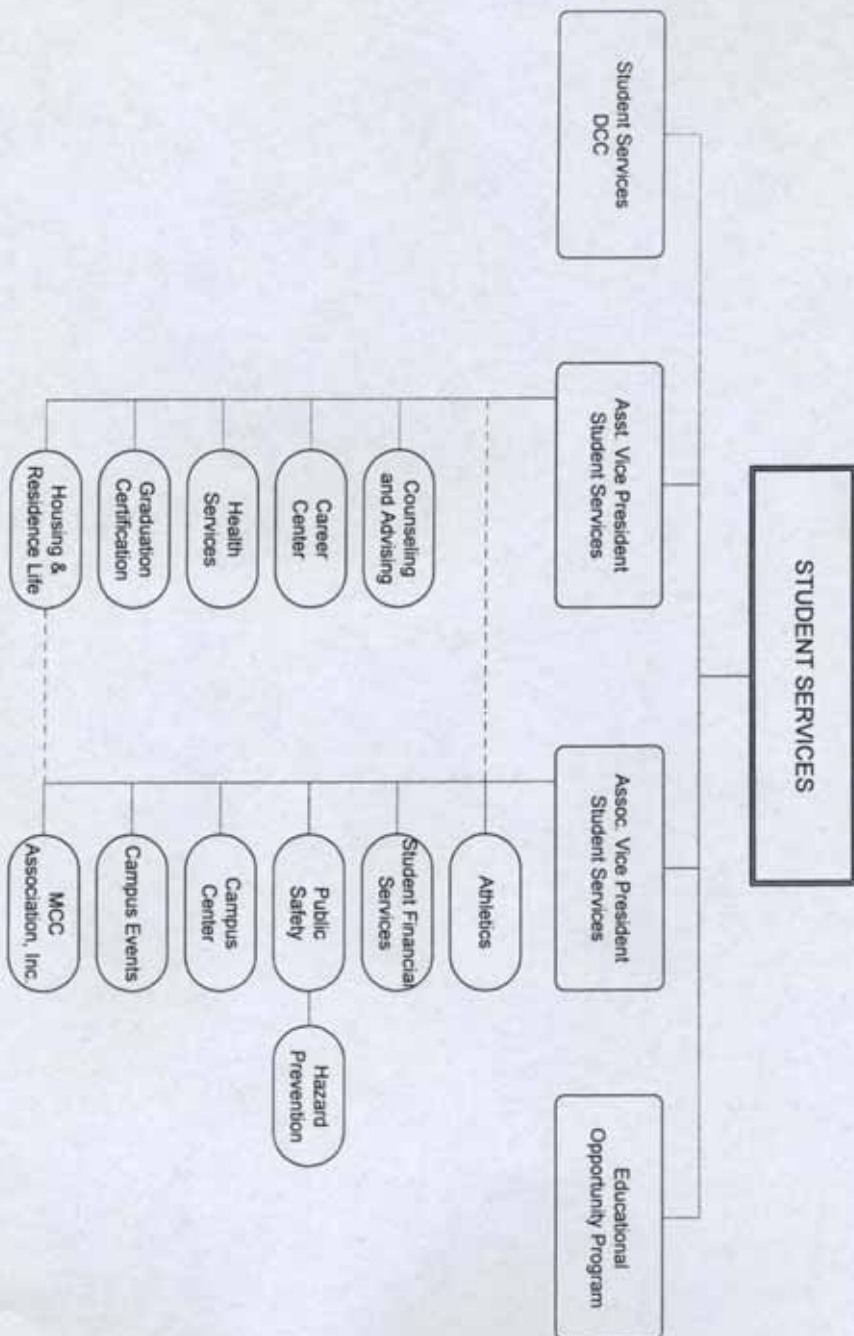 STUDENT SERVICES
Student Services
DCC
Asst. Vice President
Student Services
Assoc. Vice President
Student Services
Educational
Opportunity Program
Counseling
and Advising
Career
Center
Health
Services
Graduation
Certification
Housing &
Residence Life
Athletics
Student Financial
Services
Public
Safety
Hazard
Prevention
Campus
Center
Campus Events
MCC
Association, Inc.